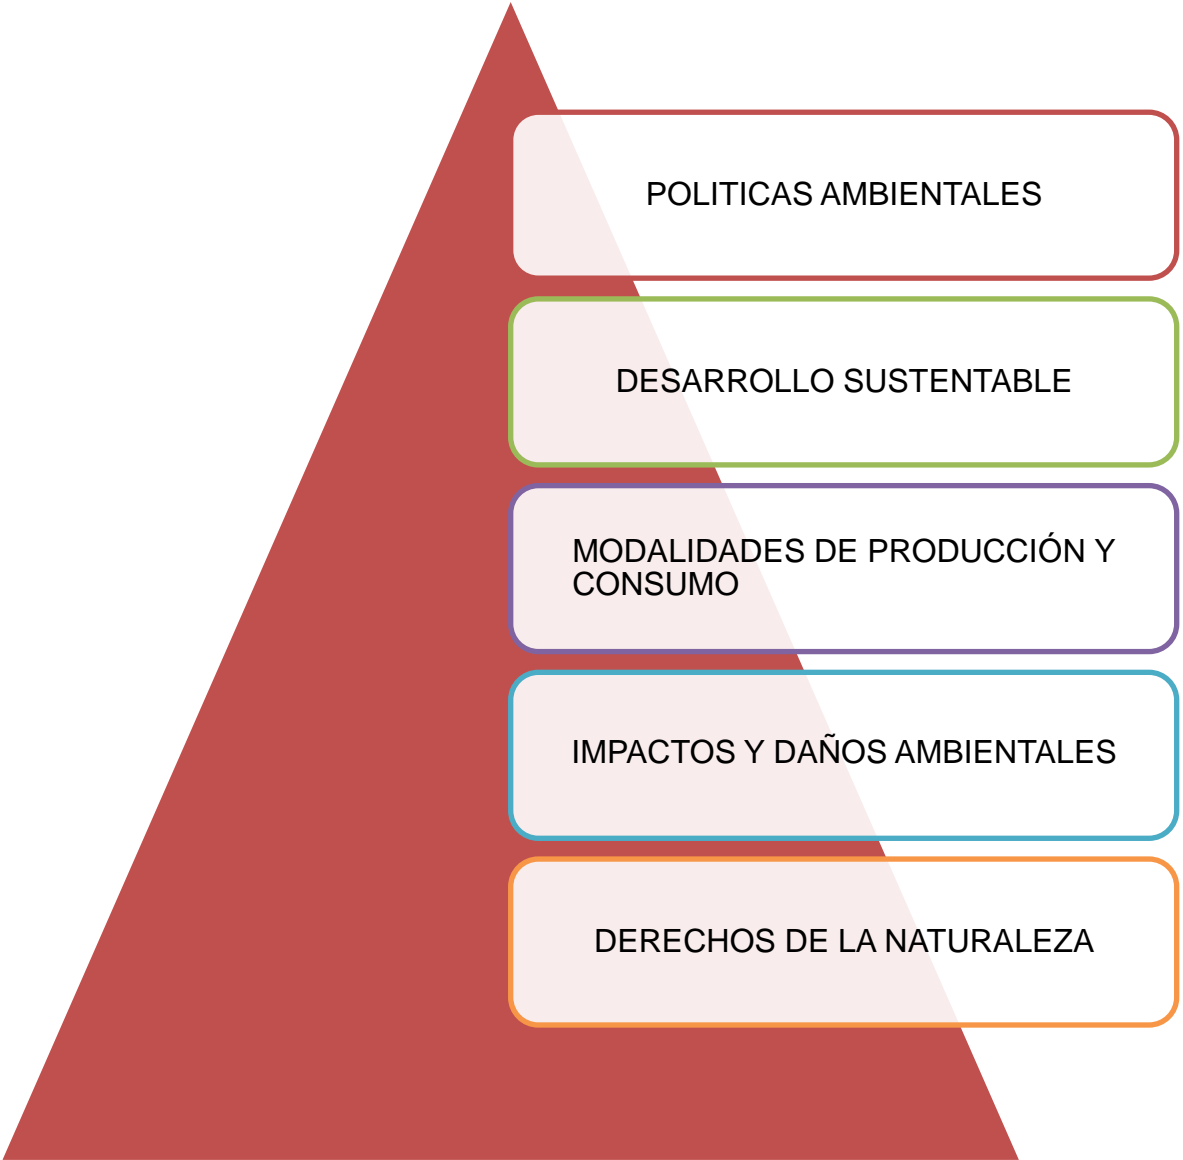 POLITICAS AMBIENTALES
DESARROLLO SUSTENTABLE
MODALIDADES DE PRODUCCIÓN Y
CONSUMO
IMPACTOS Y DAÑOS AMBIENTALES
DERECHOS DE LA NATURALEZA